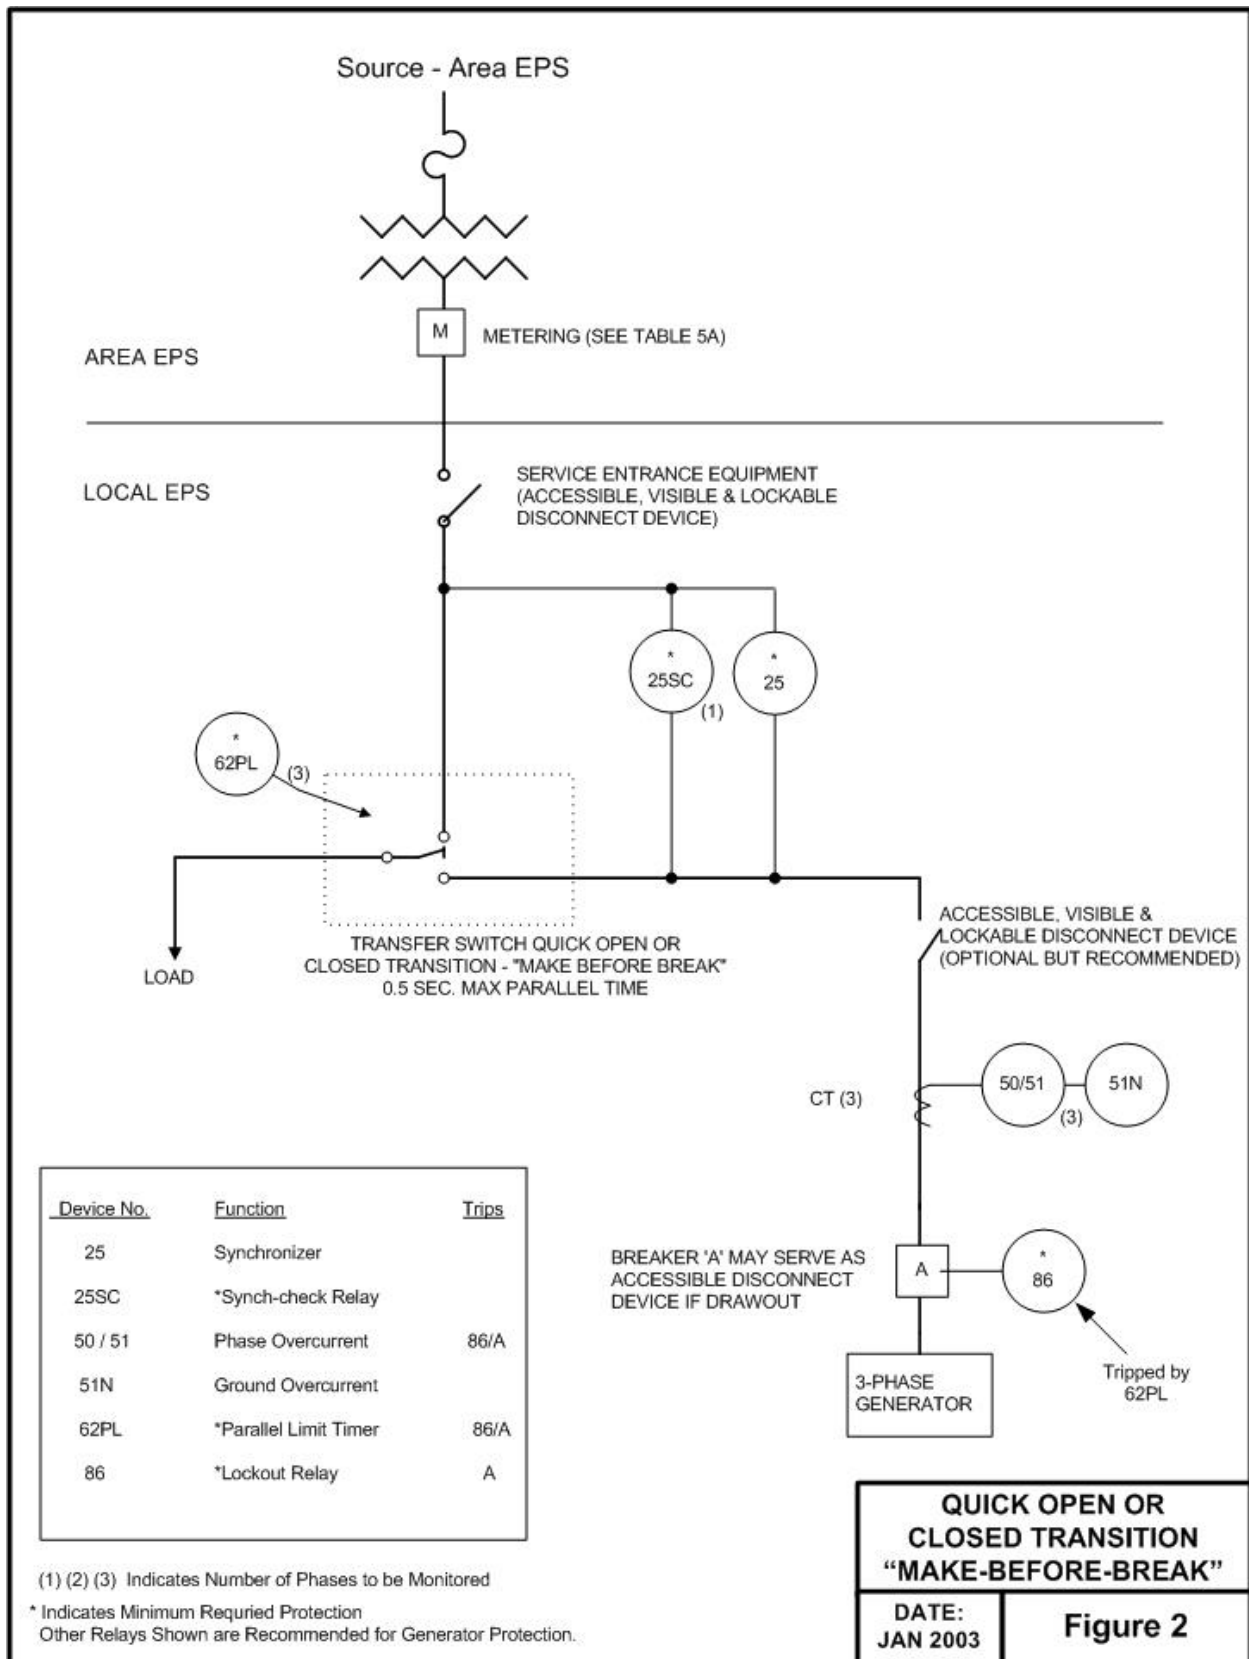 Source - Area EPS
M
METERING (SEE TABLE 5A)
AREA EPS
LOCAL EPS
SERVICE ENTRANCE EQUIPMENT
(ACCESSIBLE, VISIBLE & LOCKABLE
DISCONNECT DEVICE)
*
25SC
(1)
*
25
*
62PL
(3)
LOAD
TRANSFER SWITCH QUICK OPEN OR
CLOSED TRANSITION - "MAKE BEFORE BREAK"
0.5 SEC. MAX PARALLEL TIME
ACCESSIBLE, VISIBLE &
LOCKABLE DISCONNECT DEVICE
(OPTIONAL BUT RECOMMENDED)
CT (3)
50/51
(3)
51N
BREAKER 'A' MAY SERVE AS
ACCESSIBLE DISCONNECT
DEVICE IF DRAWOUT
A
*
86
Tripped by
62PL
3-PHASE
GENERATOR
Device No. Function Trips
25 Synchronizer
25SC *Synch-check Relay
50 / 51 Phase Overcurrent 86/A
51N Ground Overcurrent
62PL *Parallel Limit Timer 86/A
86 *Lockout Relay A
(1) (2) (3) Indicates Number of Phases to be Monitored
* Indicates Minimum Requried Protection
Other Relays Shown are Recommended for Generator Protection.
QUICK OPEN OR
CLOSED TRANSITION
“MAKE-BEFORE-BREAK”
DATE:
JAN 2003
Figure 2